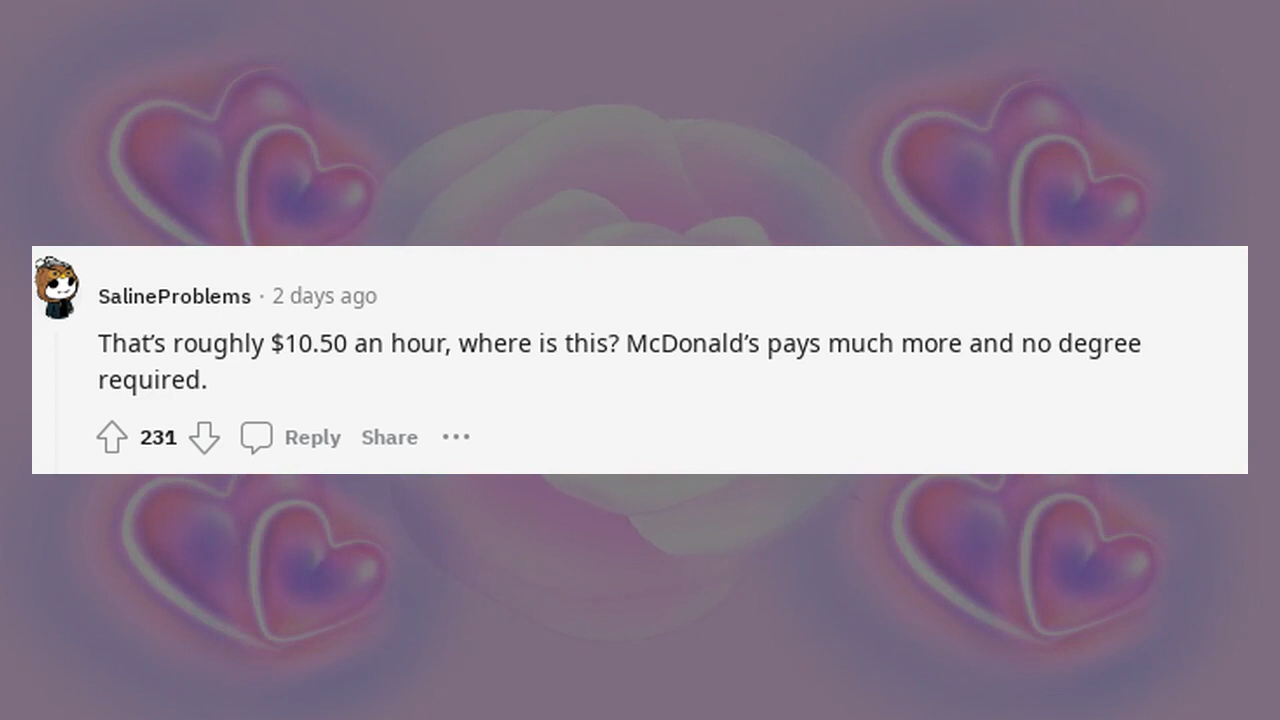 SalineProblems · 2 days ago
That’s roughly $10.50 an hour, where is this? McDonald’s pays much more and no degree
required.
231 Reply Share ···